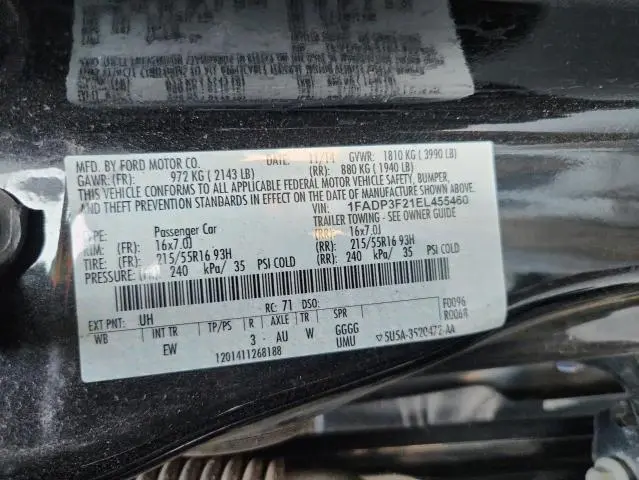 MFD. BY FORD MOTOR CO.
DATE: 11/14 GVWR: 1810 KG ( 3990 LB)
GAWR:(FR): 972 KG ( 2143 LB) (RR): 880 KG ( 1940 LB)
THIS VEHICLE CONFORMS TO ALL APPLICABLE FEDERAL MOTOR VEHICLE SAFETY, BUMPER,
AND THEFT PREVENTION STANDARDS IN EFFECT ON THE DATE OF MANUFACTURE SHOWN ABOVE.
VIN: 1FADP3F21EL455460
TYPE: Passenger Car TRAILER TOWING - SEE OWNER GUIDE
RIM: (FR): 16x7.0J (RR): 16x7.0J
TIRE: (FR): 215/55R16 93H (RR): 215/55R16 93H
PRESSURE: (FR): 240 kPa/ 35 PSI COLD (RR): 240 kPa/ 35 PSI COLD
EXT PNT: UH RC: 71 DSO: F0096
WB INT TR TP/PS R AXLE TR SPR R0068
EW 3 - AU W GGGG
1201411268188 UMU 5U5A-3520472-AA